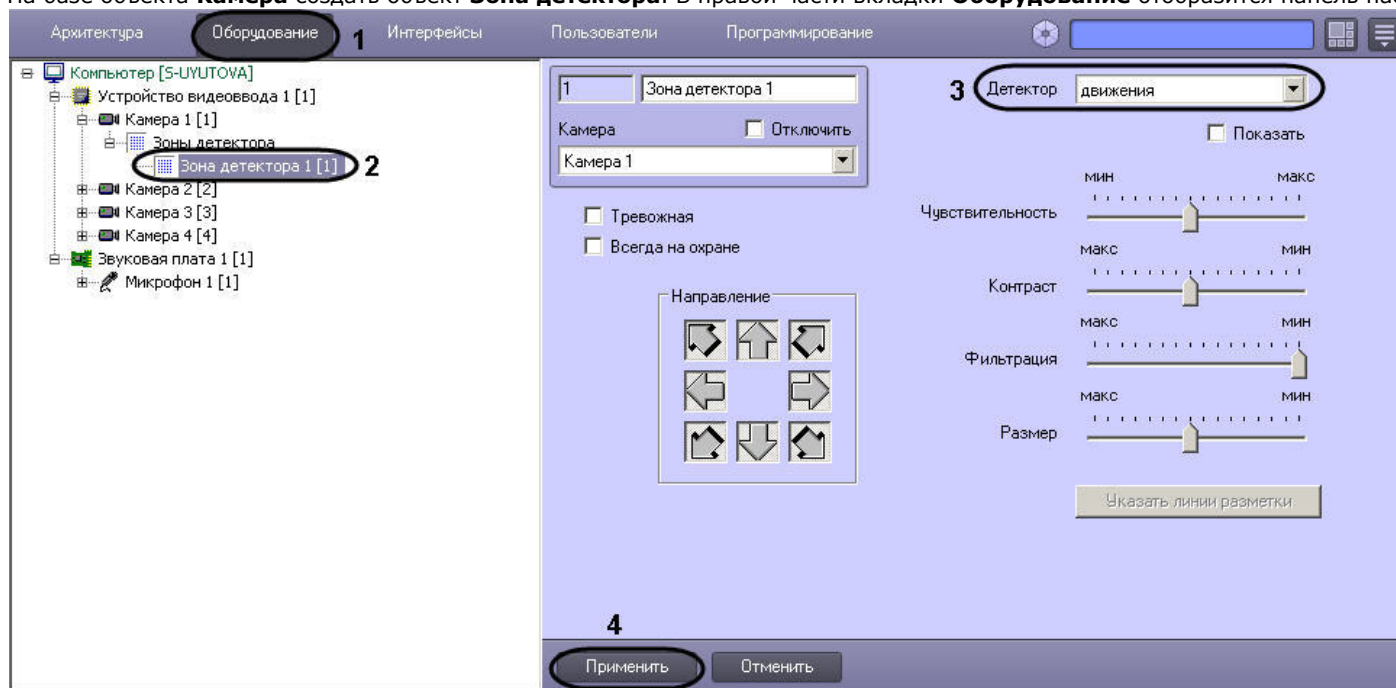 На базе объекта Камера создать объект Зона детектора. В правой части вкладки Оборудование отобразится панель
Архитектура Оборудование 1 Интерфейсы Пользователи Программирование
Компьютер [S-UYUTOVA]
Устройство видеоввода 1 [1]
Камера 1 [1]
Зоны детектора
Зона детектора 1 [1] 2
Камера 2 [2]
Камера 3 [3]
Камера 4 [4]
Звуковая плата 1 [1]
Микрофон 1 [1]
1 Зона детектора 1
Камера Отключить
Камера 1
Тревожная
Всегда на охране
Направление
3 Детектор движения
Показать
мин макс
Чувствительность
макс мин
Контраст
макс мин
Фильтрация
макс мин
Размер
Указать линии разметки
4
Применить Отменить